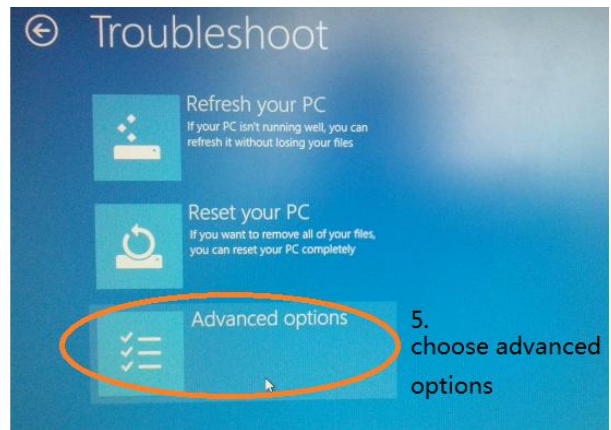 Troubleshoot
Refresh your PC
If your PC isn't running well, you can
refresh it without losing your files
Reset your PC
If you want to remove all of your files,
you can reset your PC completely
Advanced options
5.
choose advanced
options